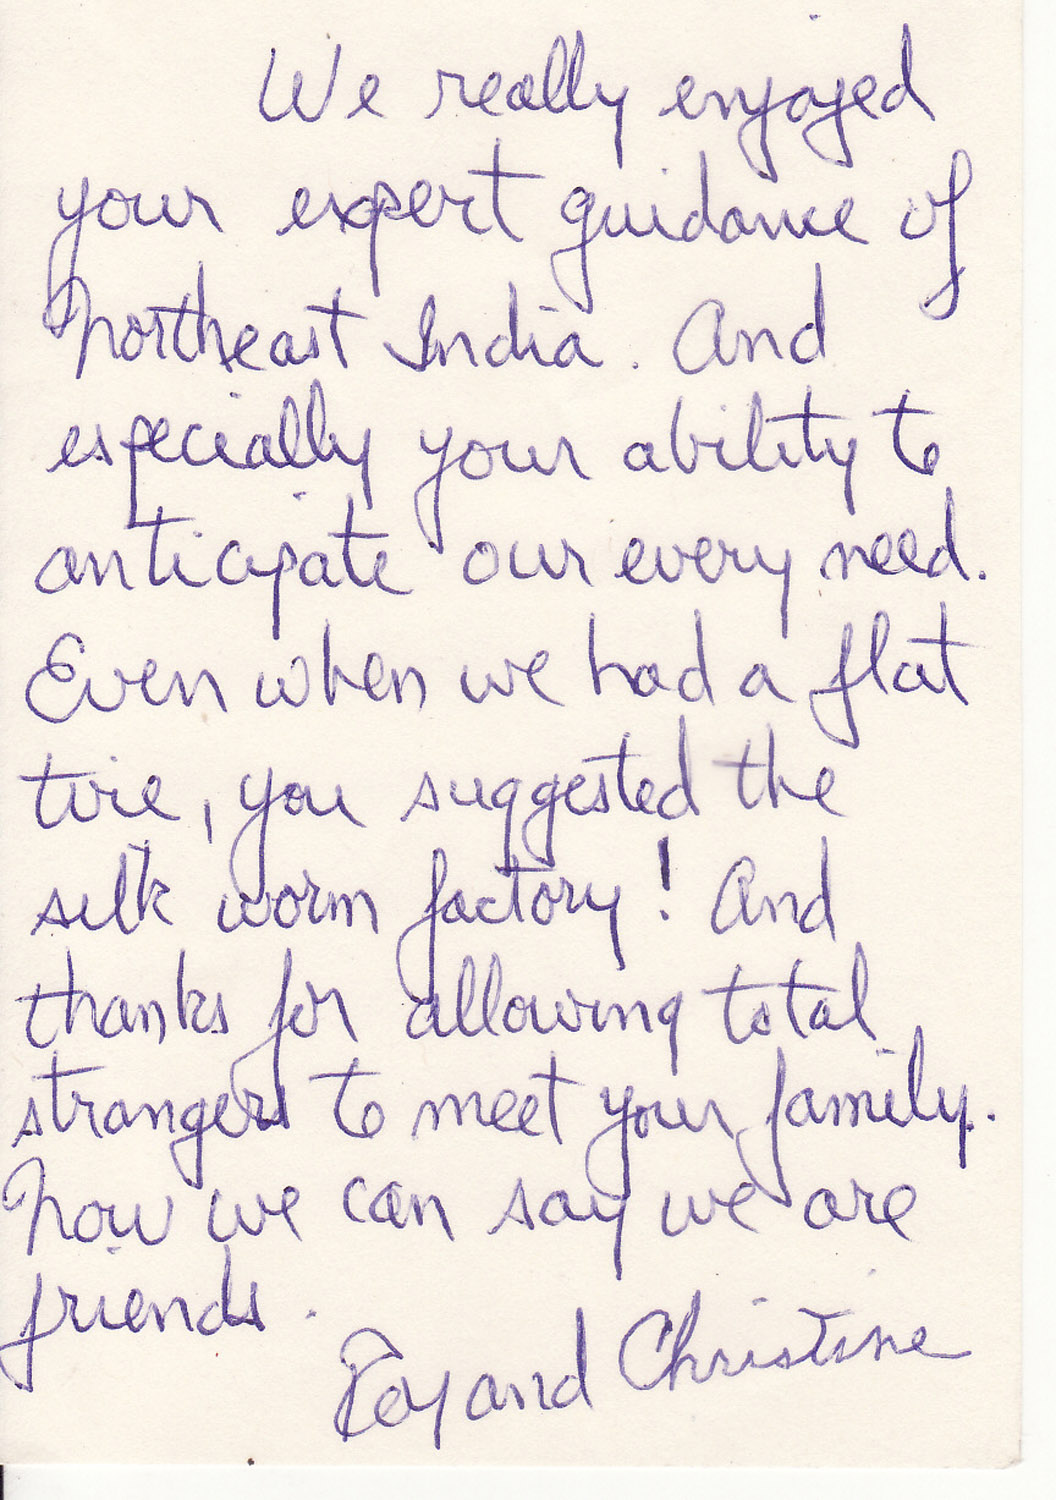 We really enjoyed
your expert guidance of
Northeast India. And
especially your ability to
anticipate our every need.
Even when we had a flat
tire, you suggested the
silk worm factory! And
thanks for allowing total
strangers to meet your family.
Now we can say we are
friends.
Roy and Christine